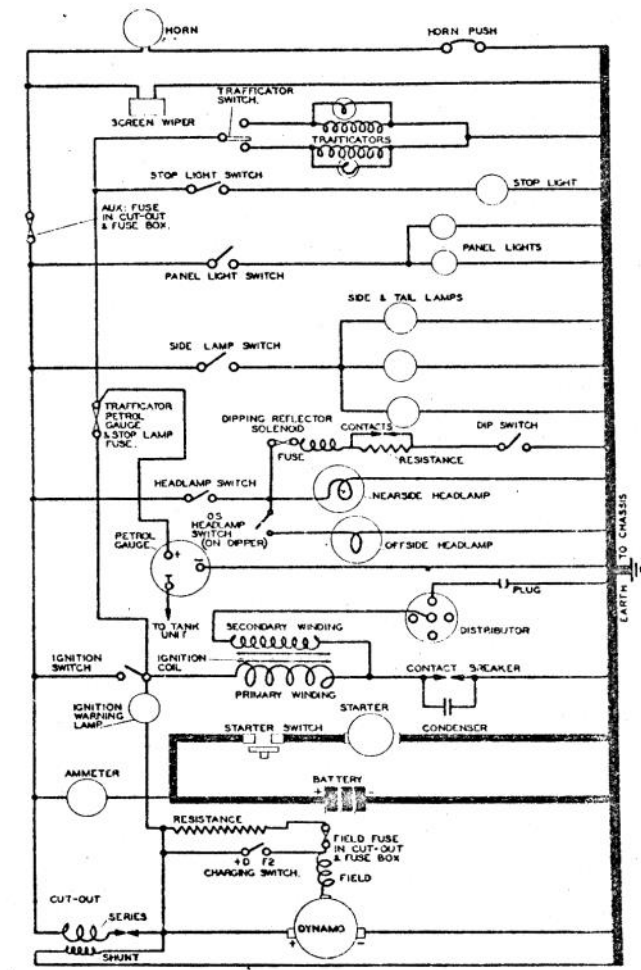 HORN
HORN PUSH
TRAFFICATOR
SWITCH.
SCREEN WIPER
TRAFFICATORS
STOP LIGHT SWITCH
STOP LIGHT
AUX: FUSE
IN CUT-OUT
& FUSE BOX.
PANEL LIGHTS
PANEL LIGHT SWITCH
SIDE & TAIL LAMPS
SIDE LAMP SWITCH
TRAFFICATOR
PETROL
GAUGE
& STOP LAMP
FUSE.
DIPPING REFLECTOR
SOLENOID
FUSE
CONTACTS
RESISTANCE
DIP SWITCH
HEADLAMP SWITCH
NEARSIDE HEADLAMP
O.S
HEADLAMP
SWITCH
(ON DIPPER)
OFFSIDE HEADLAMP
PETROL
GAUGE
+
–
T
TO TANK
UNIT
EARTH TO CHASSIS
PLUG
DISTRIBUTOR
SECONDARY WINDING
IGNITION
SWITCH
IGNITION
COIL
PRIMARY WINDING
CONTACT BREAKER
CONDENSER
IGNITION
WARNING
LAMP
STARTER SWITCH
STARTER
AMMETER
BATTERY
+ –
RESISTANCE
FIELD FUSE
IN CUT-OUT
& FUSE BOX
+D F2
CHARGING SWITCH.
FIELD
CUT-OUT
SERIES
SHUNT
DYNAMO
+ –